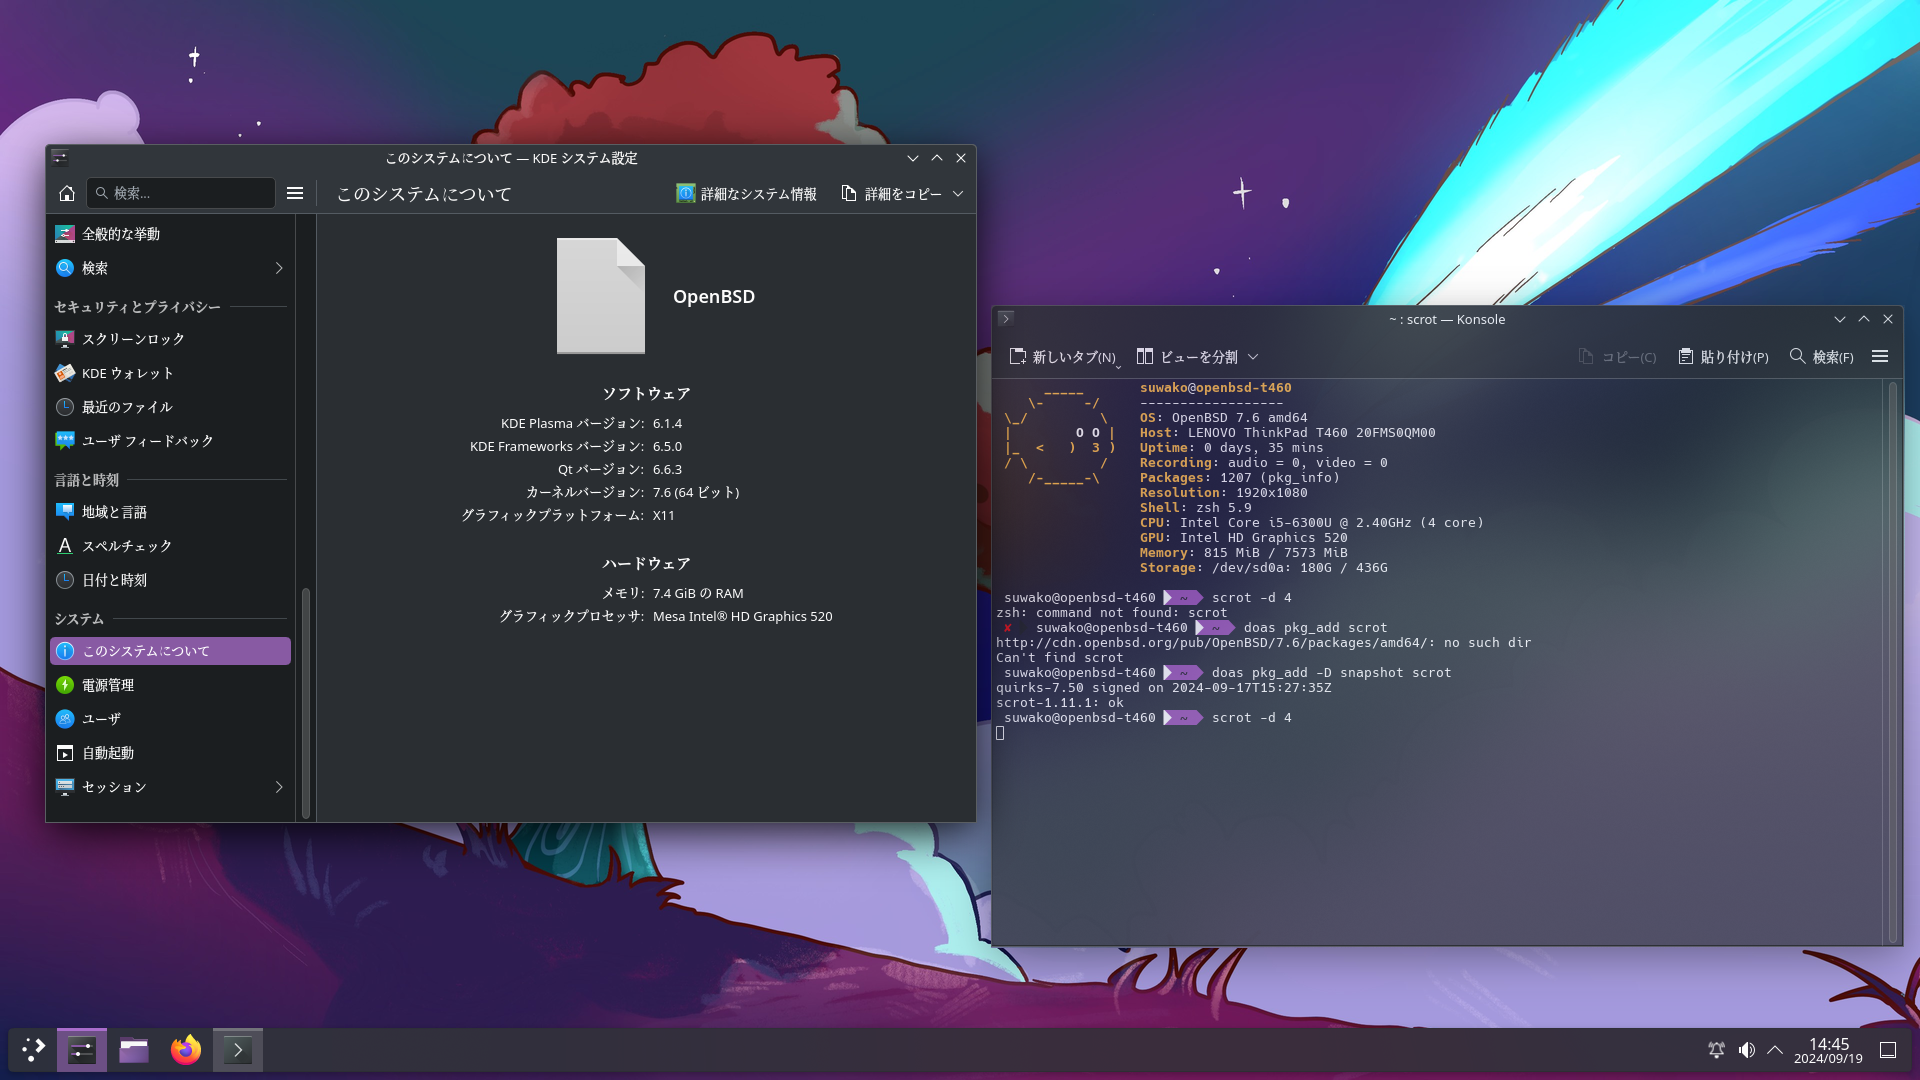 このシステムについて — KDE システム設定
検索...
このシステムについて
詳細なシステム情報
詳細をコピー
全般的な挙動
検索
セキュリティとプライバシー
スクリーンロック
KDE ウォレット
最近のファイル
ユーザ フィードバック
言語と時刻
地域と言語
スペルチェック
日付と時刻
システム
このシステムについて
電源管理
ユーザ
自動起動
セッション
OpenBSD
ソフトウェア
KDE Plasma バージョン: 6.1.4
KDE Frameworks バージョン: 6.5.0
Qt バージョン: 6.6.3
カーネルバージョン: 7.6 (64 ビット)
グラフィックプラットフォーム: X11
ハードウェア
メモリ: 7.4 GiB の RAM
グラフィックプロセッサ: Mesa Intel® HD Graphics 520
~ : scrot — Konsole
新しいタブ(N)
ビューを分割
コピー(C)
貼り付け(P)
検索(F)
      _____       suwako@openbsd-t460
    \-     -/     ------------------
 \_/         \    OS: OpenBSD 7.6 amd64
 |        O O |   Host: LENOVO ThinkPad T460 20FMS0QM00
 |_  <   )  3 )   Uptime: 0 days, 35 mins
 / \         /    Recording: audio = 0, video = 0
    /-_____-\     Packages: 1207 (pkg_info)
Resolution: 1920x1080
Shell: zsh 5.9
CPU: Intel Core i5-6300U @ 2.40GHz (4 core)
GPU: Intel HD Graphics 520
Memory: 815 MiB / 7573 MiB
Storage: /dev/sd0a: 180G / 436G
suwako@openbsd-t460 ~ scrot -d 4
zsh: command not found: scrot
✘ suwako@openbsd-t460 ~ doas pkg_add scrot
http://cdn.openbsd.org/pub/OpenBSD/7.6/packages/amd64/: no such dir
Can't find scrot
suwako@openbsd-t460 ~ doas pkg_add -D snapshot scrot
quirks-7.50 signed on 2024-09-17T15:27:35Z
scrot-1.11.1: ok
suwako@openbsd-t460 ~ scrot -d 4
14:45
2024/09/19